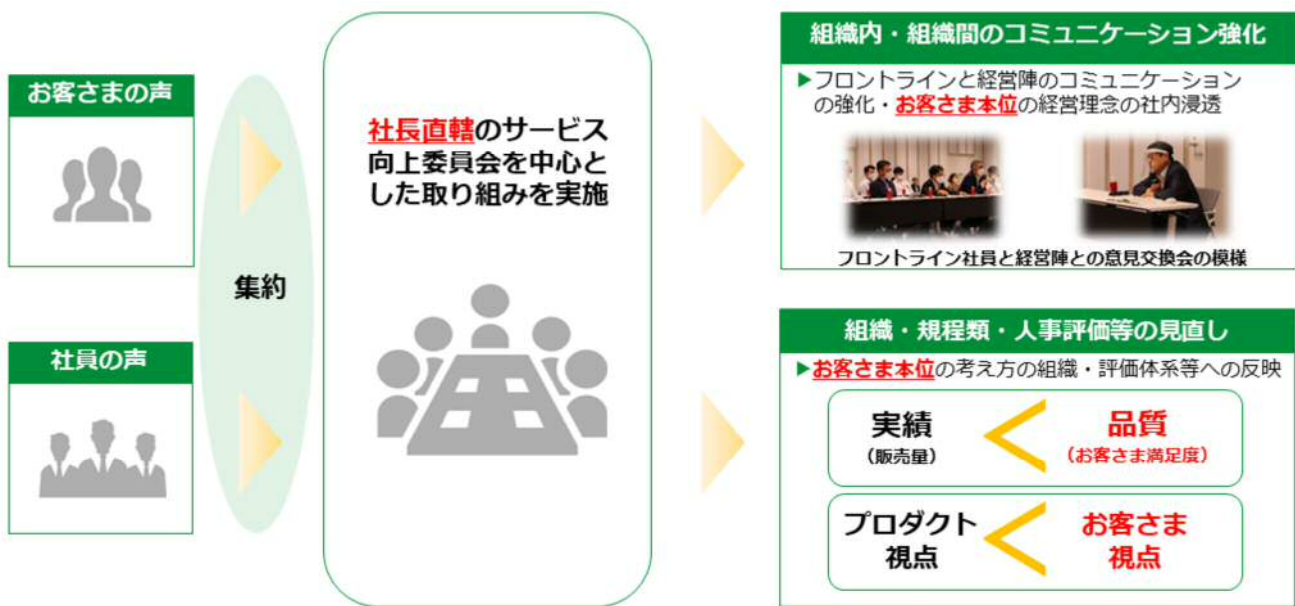 お客さまの声
社員の声
集約
社長直轄のサービス
向上委員会を中心と
した取り組みを実施
組織内・組織間のコミュニケーション強化
▶フロントラインと経営陣のコミュニケーション
の強化・お客さま本位の経営理念の社内浸透
フロントライン社員と経営陣との意見交換会の模様
組織・規程類・人事評価等の見直し
▶お客さま本位の考え方の組織・評価体系等への反映
実績 < 品質
（販売量） （お客さま満足度）
プロダクト < お客さま
視点 視点